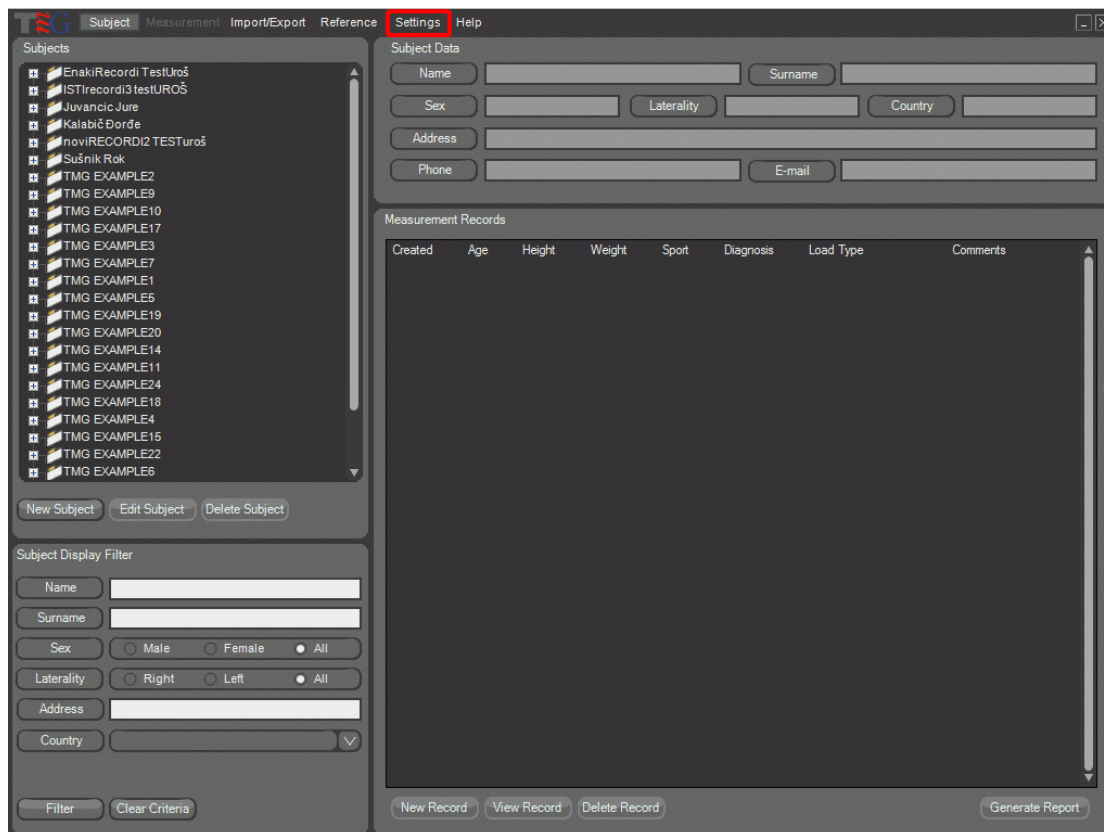 TMG Subject Measurement Import/Export Reference Settings Help
Subjects
EnakiRecordi TestUroš
ISTIrecordi3testUROŠ
Juvancic Jure
Kalabič Đorđe
noviRECORDI2 TESTuroš
Sušnik Rok
TMG EXAMPLE2
TMG EXAMPLE9
TMG EXAMPLE10
TMG EXAMPLE17
TMG EXAMPLE3
TMG EXAMPLE7
TMG EXAMPLE1
TMG EXAMPLE5
TMG EXAMPLE19
TMG EXAMPLE20
TMG EXAMPLE14
TMG EXAMPLE11
TMG EXAMPLE24
TMG EXAMPLE18
TMG EXAMPLE4
TMG EXAMPLE15
TMG EXAMPLE22
TMG EXAMPLE6
New Subject Edit Subject Delete Subject
Subject Display Filter
Name
Surname
Sex Male Female All
Laterality Right Left All
Address
Country
Filter Clear Criteria
Subject Data
Name Surname
Sex Laterality Country
Address
Phone E-mail
Measurement Records
Created Age Height Weight Sport Diagnosis Load Type Comments
New Record View Record Delete Record Generate Report